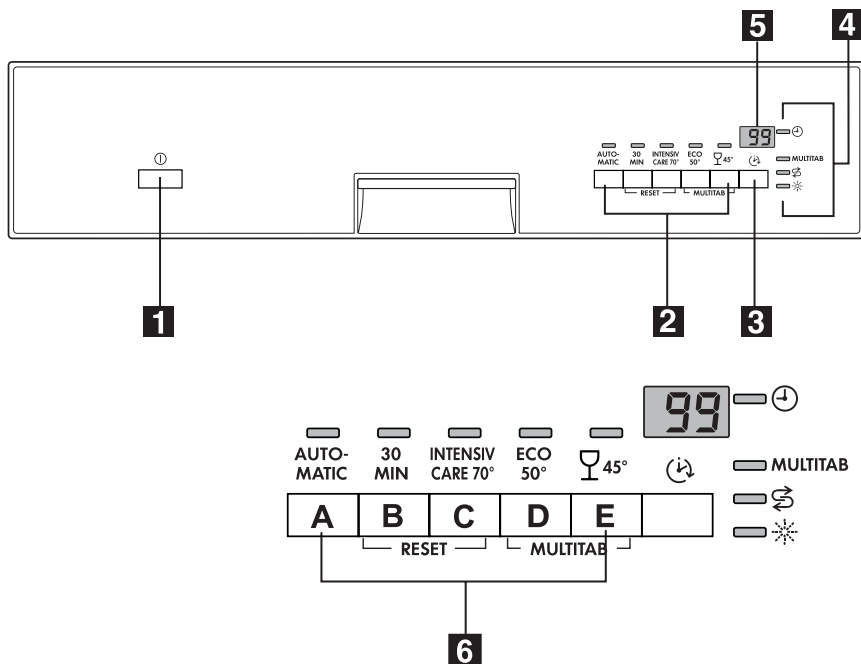 5
4
99
AUTO-
MATIC
30
MIN
INTENSIV
CARE 70°
ECO
50°
45°
MULTITAB
RESET
MULTITAB
1
2
3
99
AUTO-
MATIC
30
MIN
INTENSIV
CARE 70°
ECO
50°
45°
MULTITAB
A B C D E
RESET
MULTITAB
6